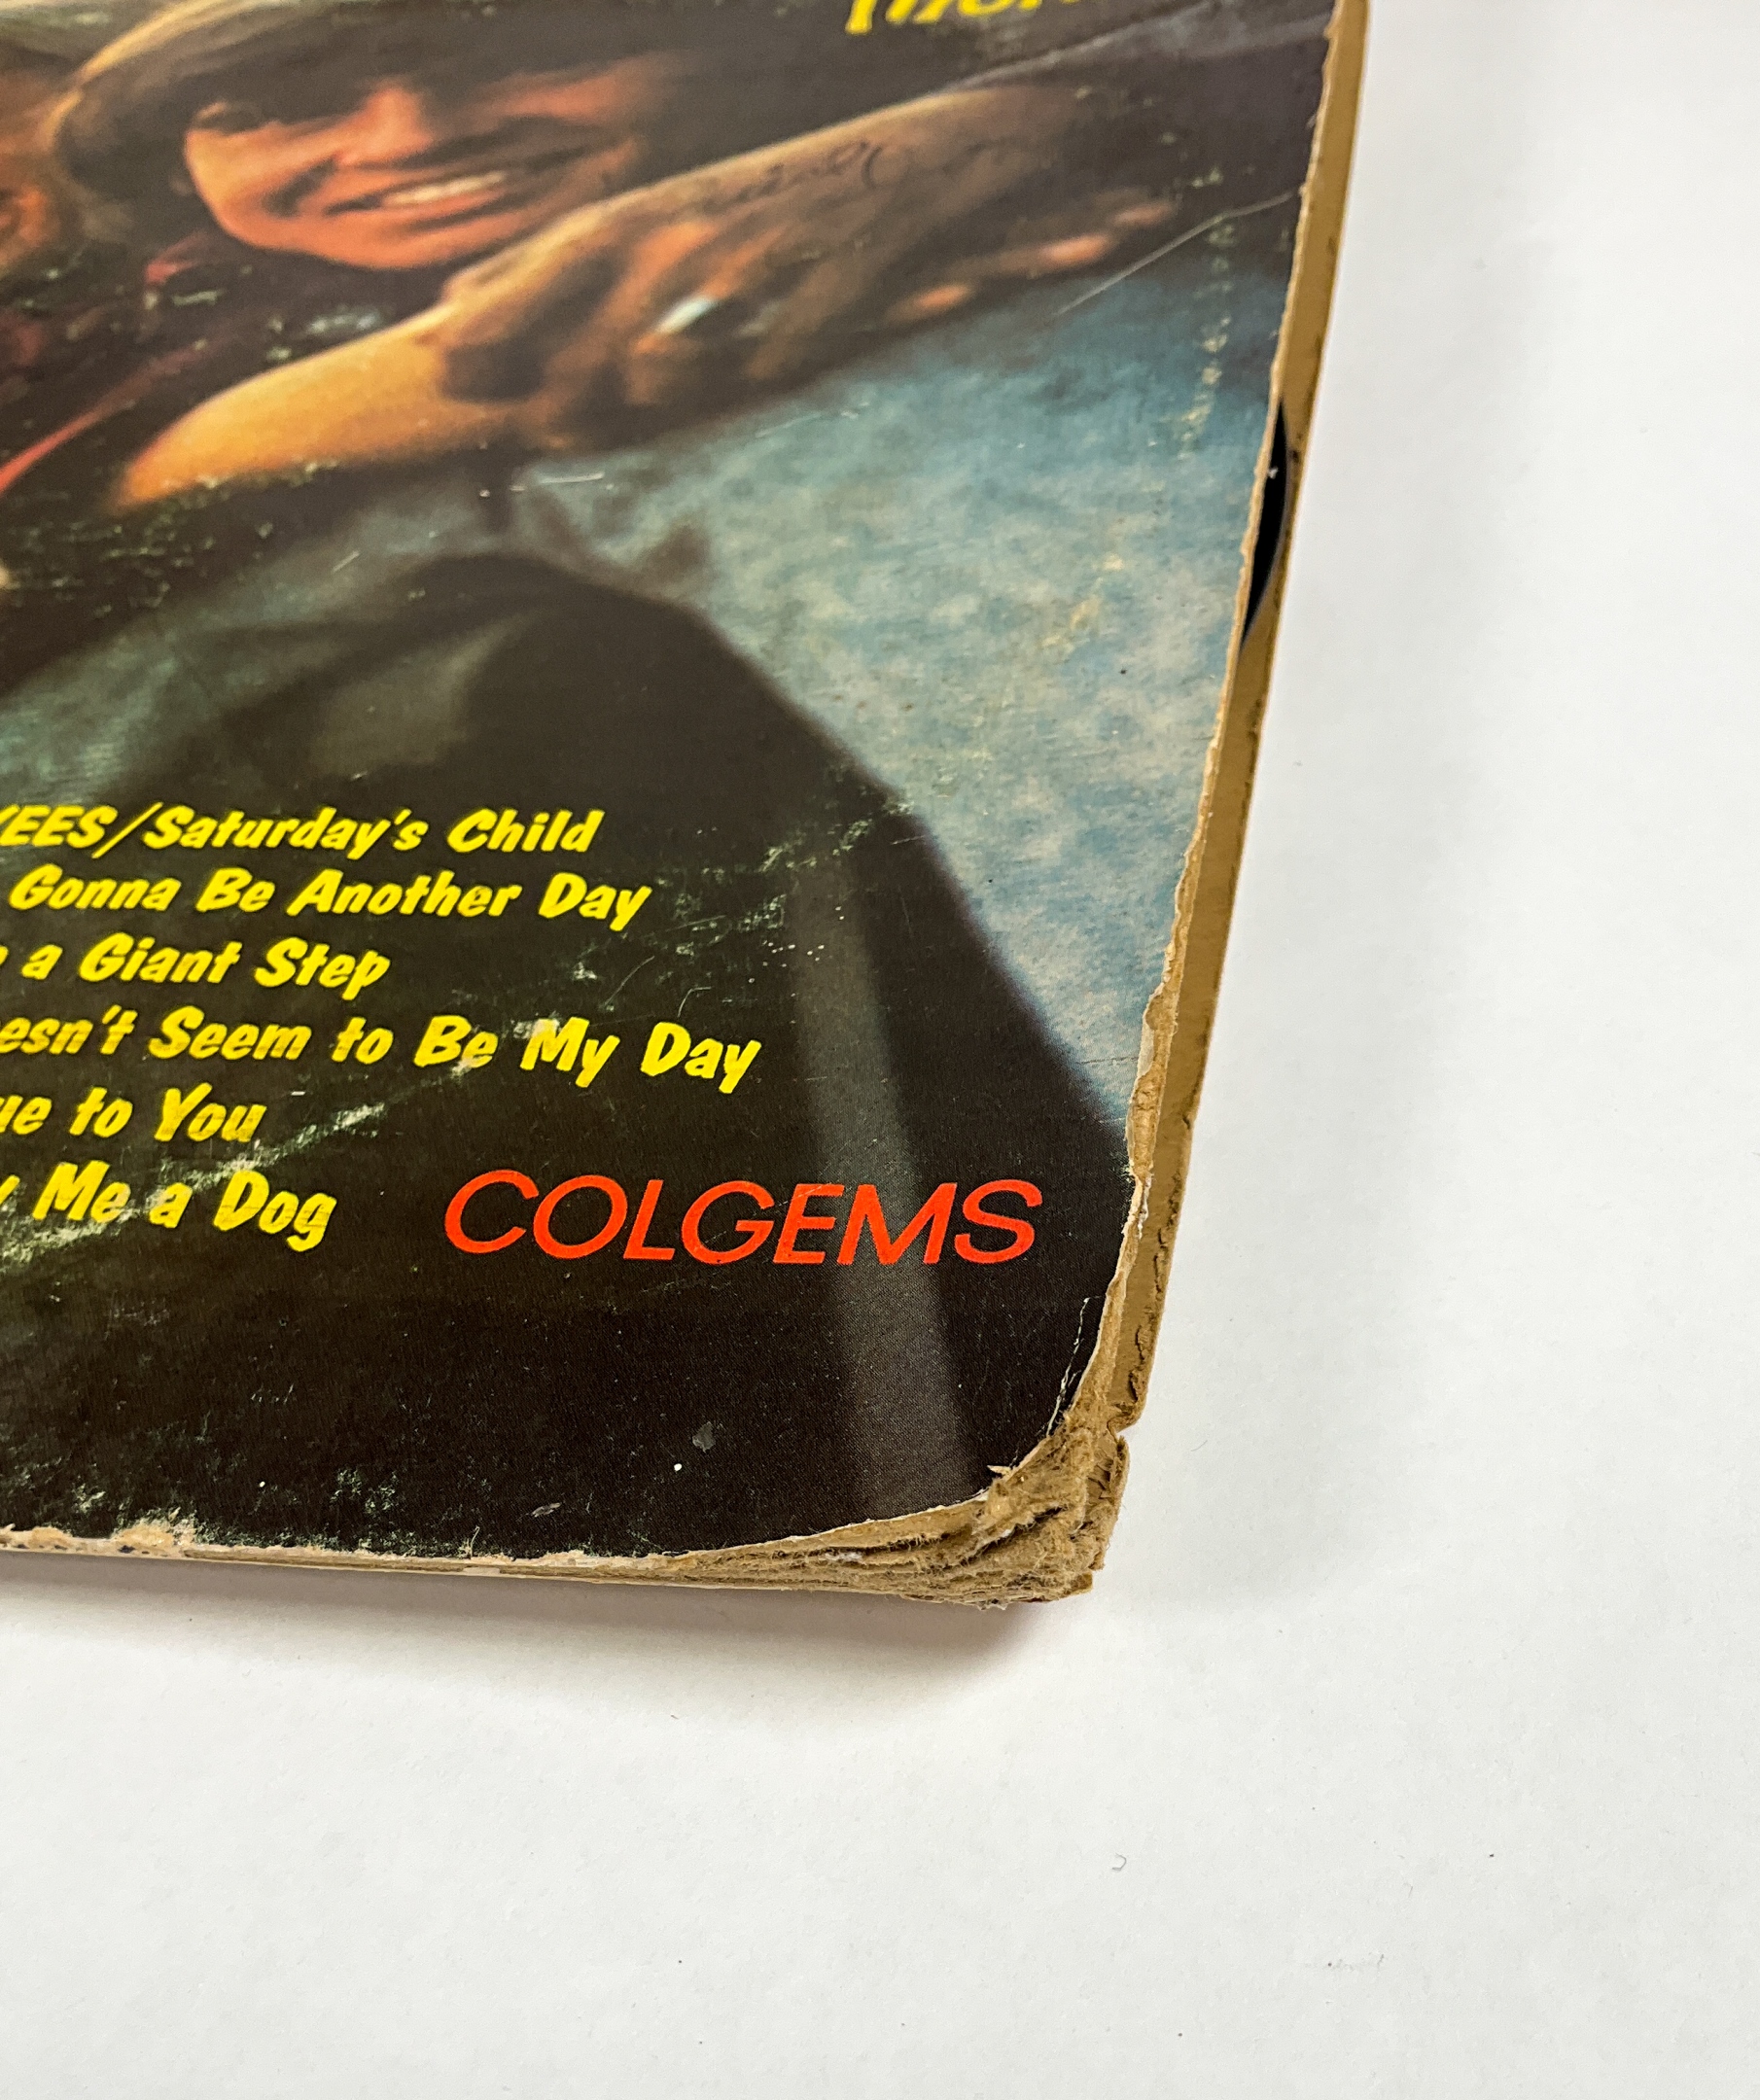 KEES/Saturday's Child
Gonna Be Another Day
a Giant Step
esn't Seem to Be My Day
ue to You
Me a Dog
COLGEMS